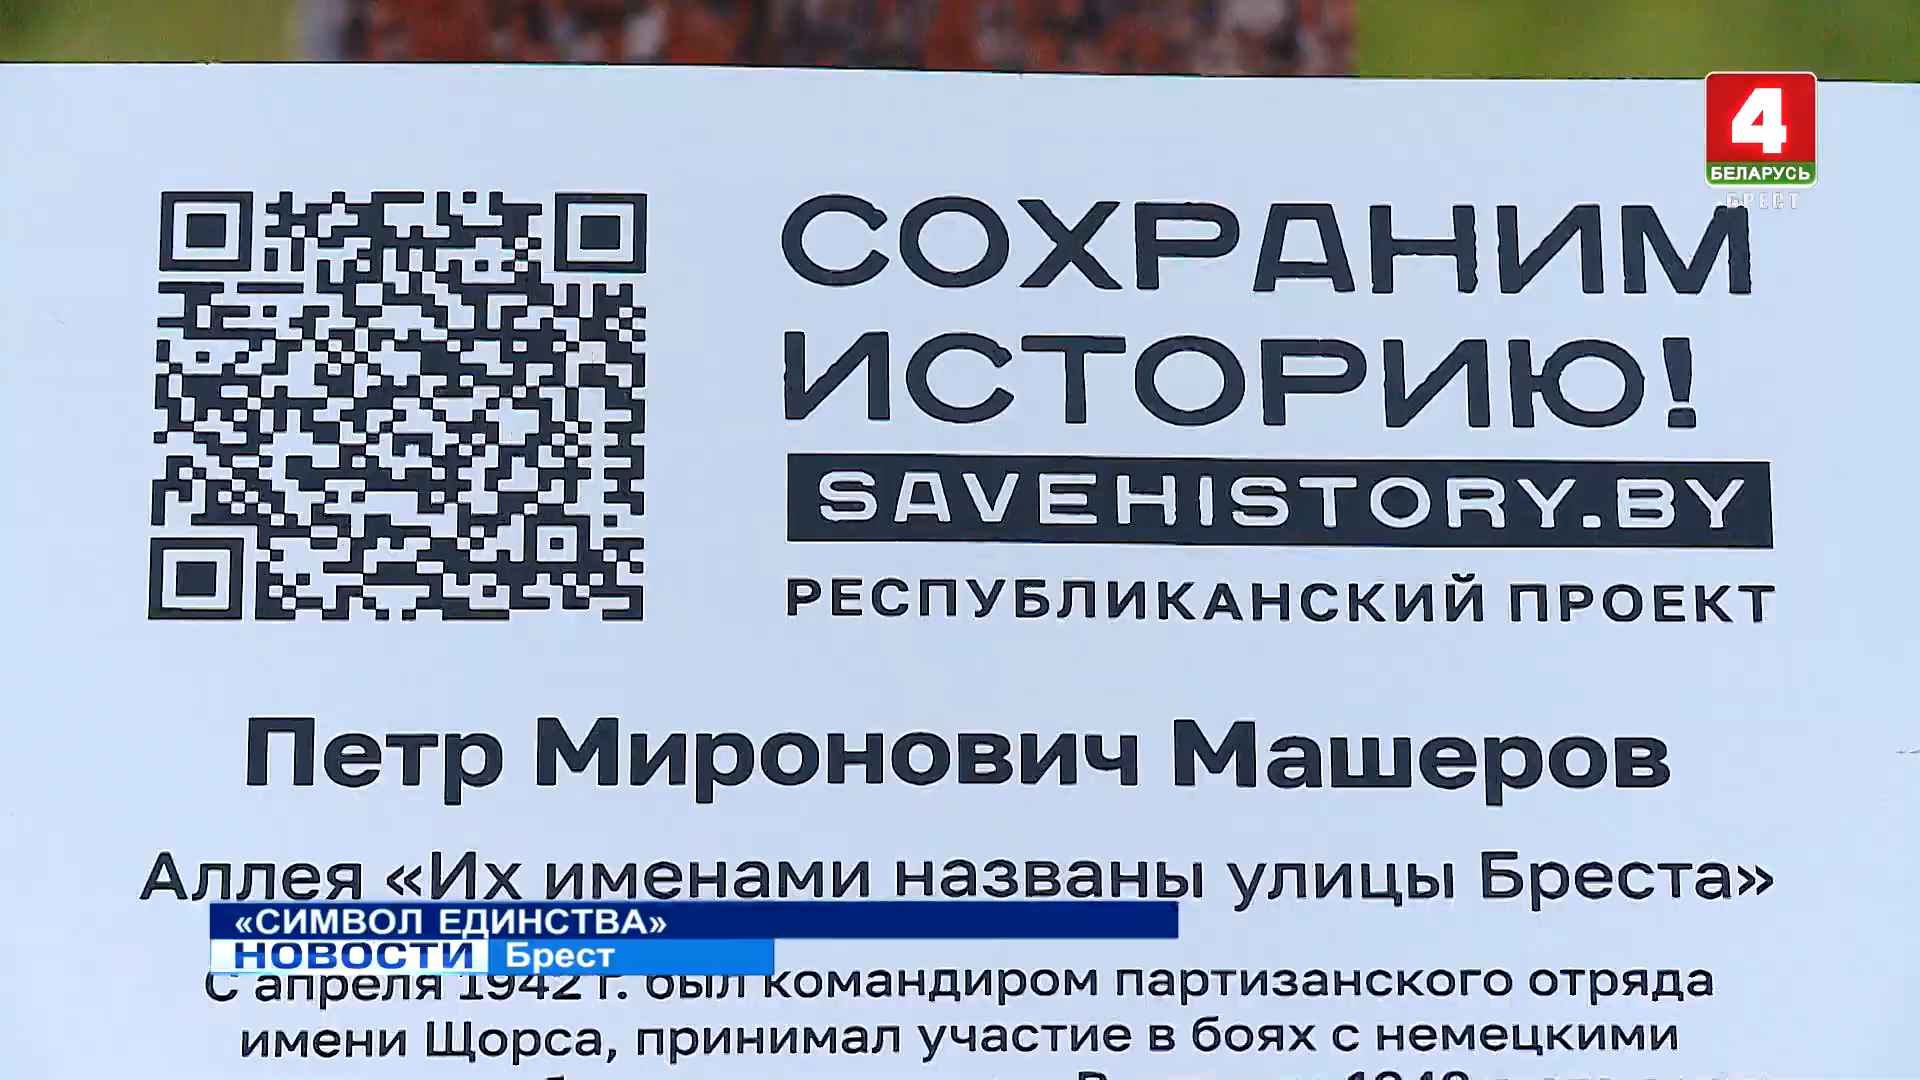 4
БЕЛАРУСЬ
БРЕСТ
СОХРАНИМ
ИСТОРИЮ!
SAVEHISTORY.BY
РЕСПУБЛИКАНСКИЙ ПРОЕКТ
Петр Миронович Машеров
Аллея «Их именами названы улицы Бреста»
«СИМВОЛ ЕДИНСТВА»
НОВОСТИ Брест
С апреля 1942 г. был командиром партизанского отряда
имени Щорса, принимал участие в боях с немецкими